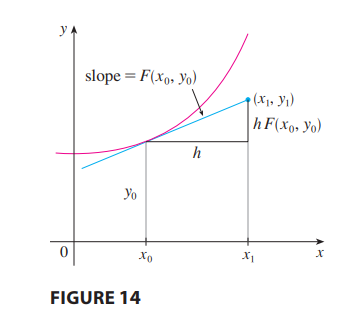 y
slope = F(x₀, y₀)
(x₁, y₁)
h F(x₀, y₀)
h
y₀
0
x₀
x₁
x
FIGURE 14